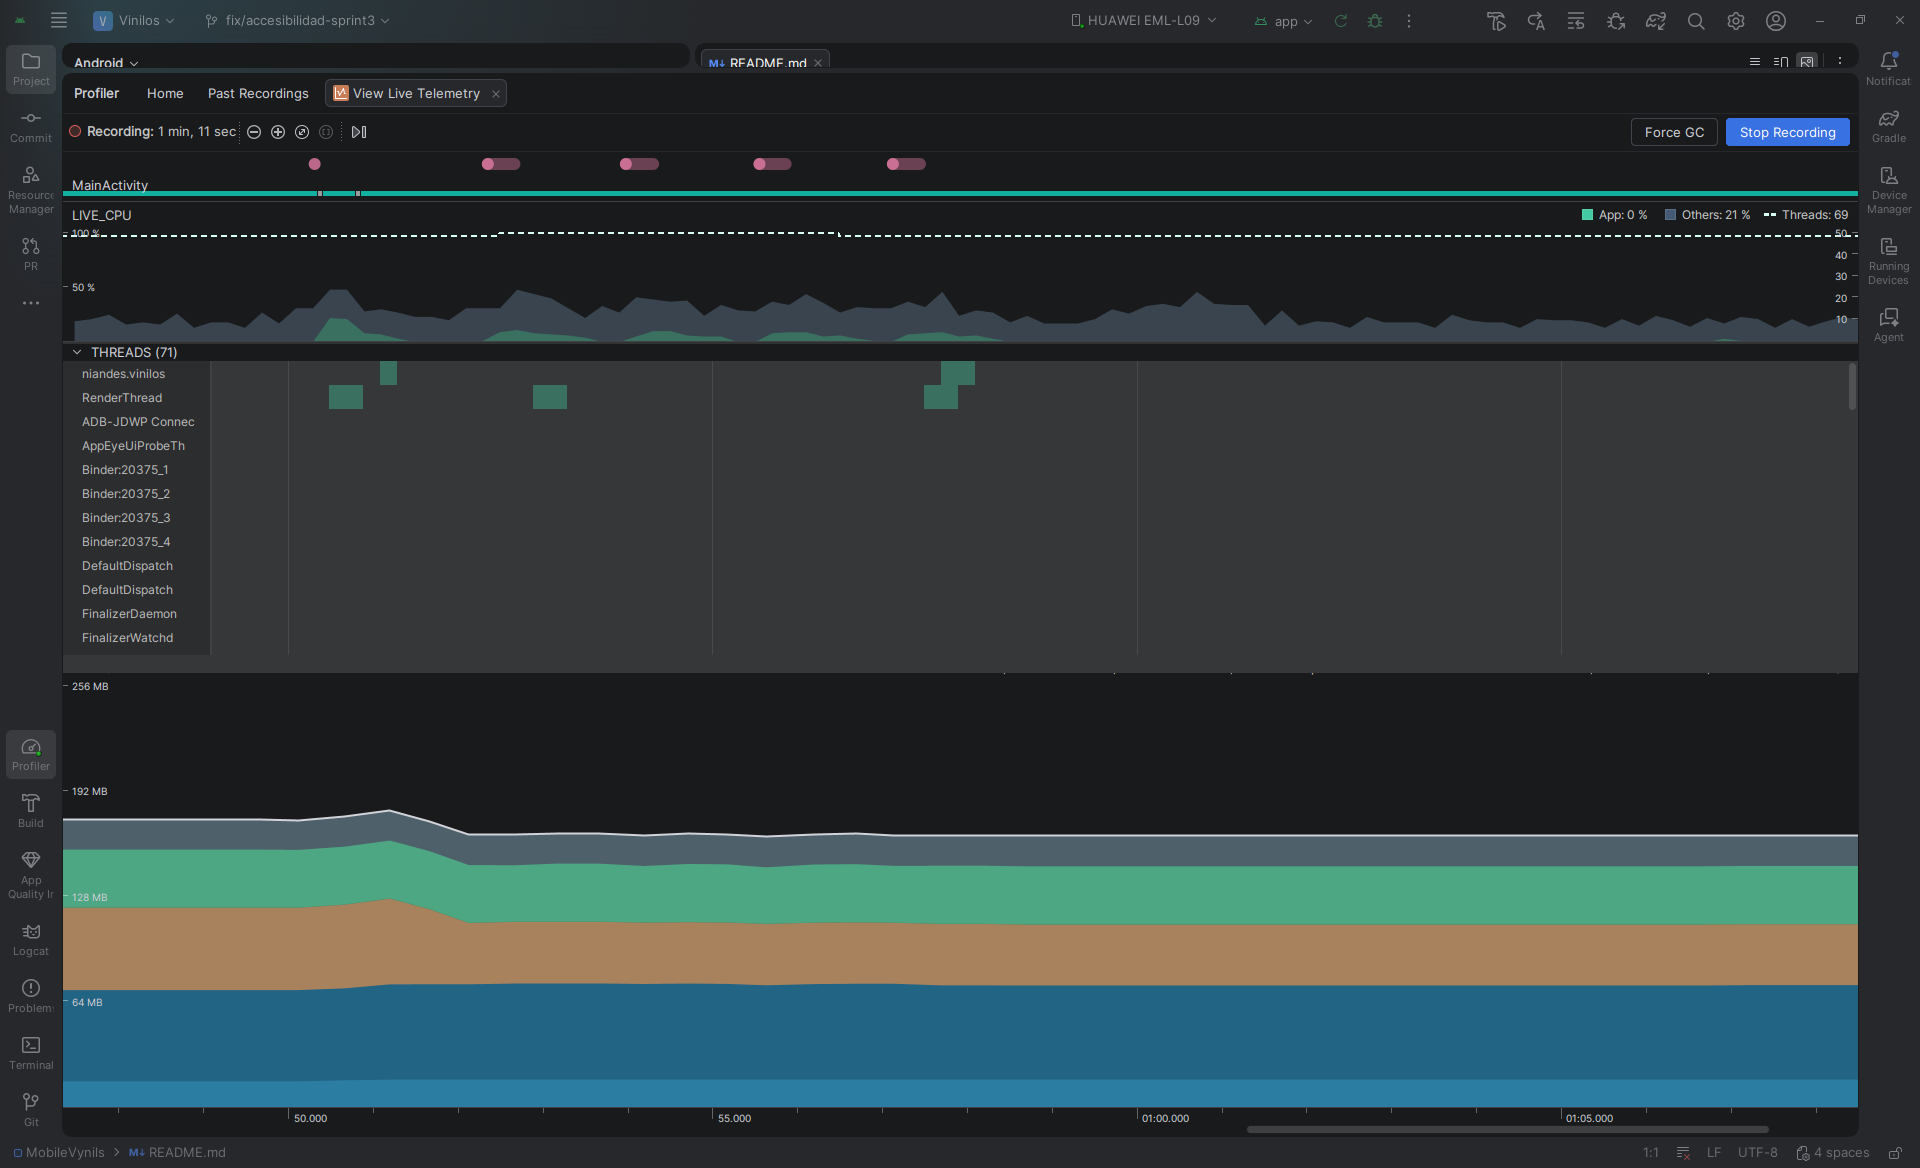 V Vinilos fix/accesibilidad-sprint3 HUAWEI EML-L09 app
Android
M↓ README.md
Project
Commit
Resource
Manager
PR
Profiler
Build
App
Quality In
Logcat
Problems
Terminal
Git
Profiler Home Past Recordings View Live Telemetry
Recording: 1 min, 11 sec
Force GC
Stop Recording
MainActivity
LIVE_CPU
App: 0 % Others: 21 % Threads: 69
100 %
50 %
50
40
30
20
10
THREADS (71)
niandes.vinilos
RenderThread
ADB-JDWP Connec
AppEyeUiProbeTh
Binder:20375_1
Binder:20375_2
Binder:20375_3
Binder:20375_4
DefaultDispatch
DefaultDispatch
FinalizerDaemon
FinalizerWatchd
256 MB
192 MB
128 MB
64 MB
50.000 55.000 01:00.000 01:05.000
Notificat
Gradle
Device
Manager
Running
Devices
Agent
MobileVynils M↓ README.md
1:1 LF UTF-8 4 spaces